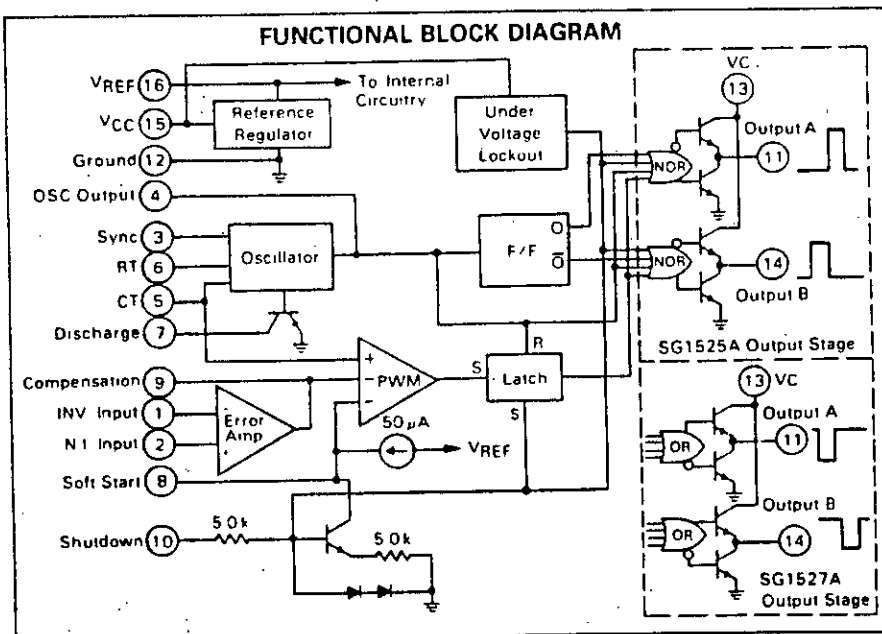 FUNCTIONAL BLOCK DIAGRAM
VREF 16
To Internal
Circuitry
VCC 15
Reference
Regulator
Under
Voltage
Lockout
Ground 12
OSC Output 4
Sync 3
RT 6
CT 5
Discharge 7
Oscillator
F/F
O
O̅
VC
13
Output A
NOR
11
NOR
14
Output B
SG1525A Output Stage
Compensation 9
INV Input 1
N I Input 2
Soft Start 8
- Error
Amp
+
+
- PWM
-
S
R
Latch
S
50 µA
VREF
13 VC
Output A
OR
11
Output B
OR
14
SG1527A
Output Stage
Shutdown 10
5 0 k
5 0 k